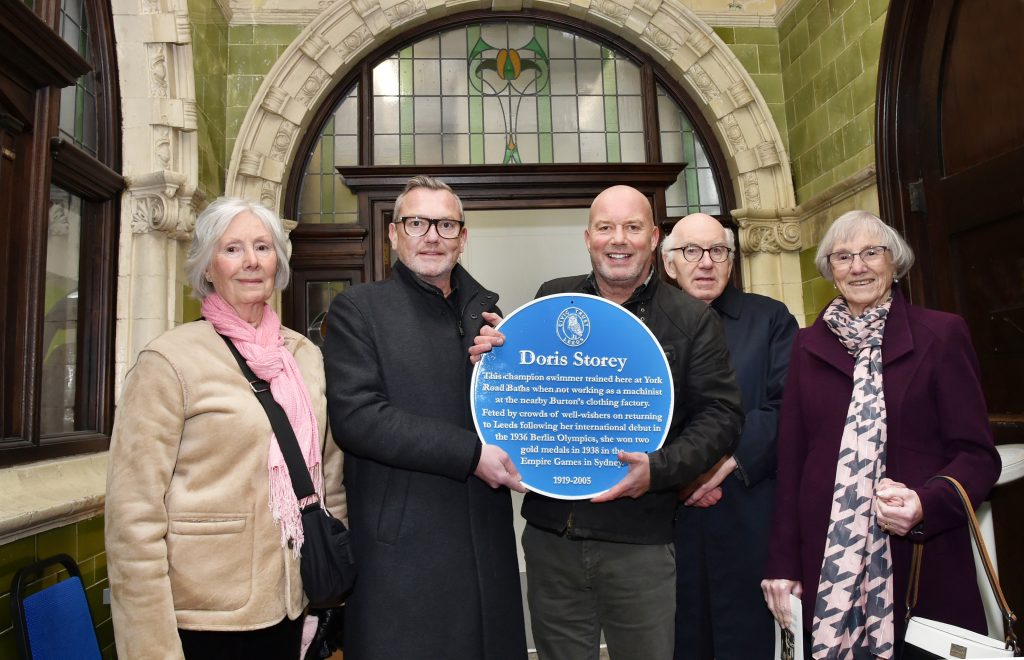 CIVIC TRUST
LEEDS
Doris Storey
This champion swimmer trained here at York
Road Baths when not working as a machinist
at the nearby Burton's clothing factory.
Feted by crowds of well-wishers on returning
to Leeds following her international debut in
the 1936 Berlin Olympics, she won two
gold medals in 1938 in the
Empire Games in Sydney.
1919-2005